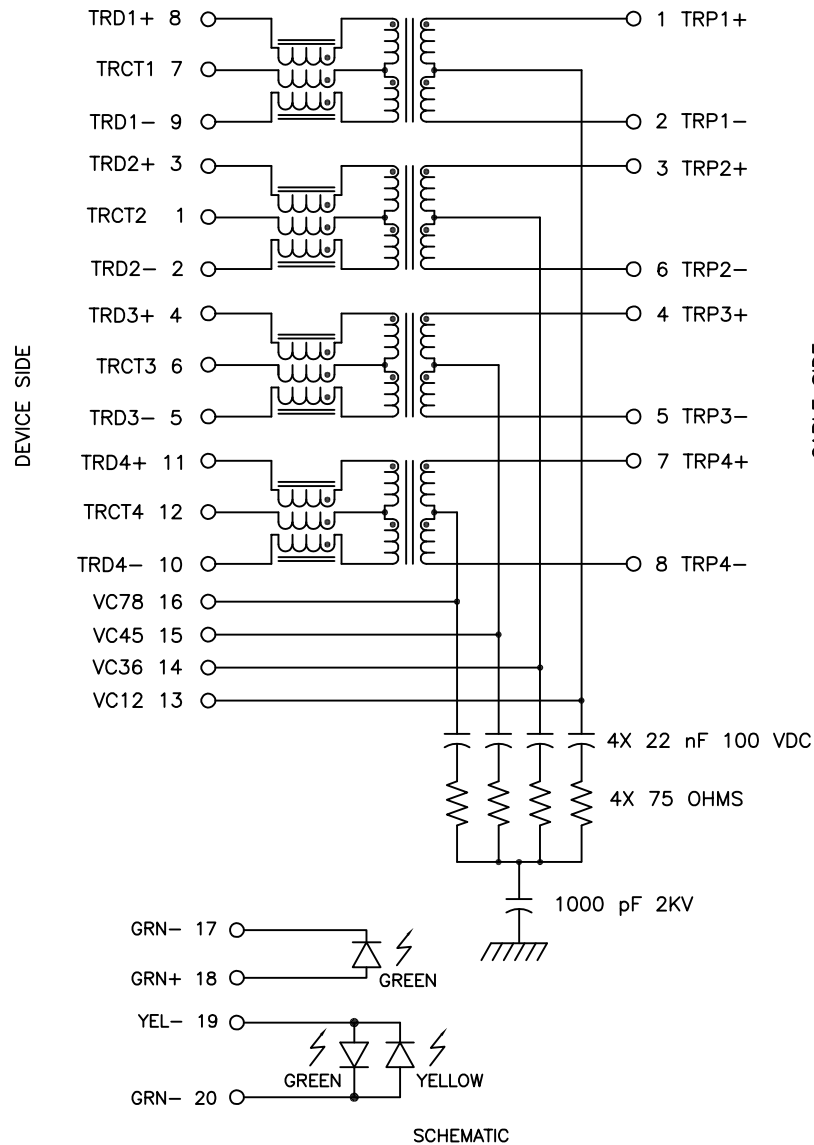 TRD1+ 8
1 TRP1+
TRCT1 7
TRD1- 9
2 TRP1-
TRD2+ 3
3 TRP2+
TRCT2 1
TRD2- 2
6 TRP2-
TRD3+ 4
4 TRP3+
DEVICE SIDE
TRCT3 6
TRD3- 5
5 TRP3-
TRD4+ 11
7 TRP4+
TRCT4 12
TRD4- 10
8 TRP4-
VC78 16
VC45 15
VC36 14
VC12 13
4X 22 nF 100 VDC
4X 75 OHMS
1000 pF 2KV
GRN- 17
GRN+ 18
GREEN
YEL- 19
GREEN
YELLOW
GRN- 20
SCHEMATIC